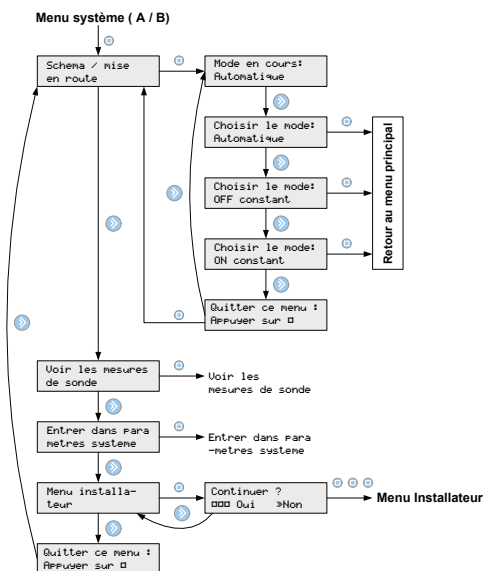 Menu système ( A / B)
Schema / mise
en route
Mode en cours:
Automatique
Choisir le mode:
Automatique
Choisir le mode:
OFF constant
Choisir le mode:
ON constant
Quitter ce menu :
Appuyer sur □
Retour au menu principal
Voir les mesures
de sonde
Voir les
mesures de sonde
Entrer dans para
metres systeme
Entrer dans para
-metres systeme
Menu installa-
teur
Continuer ?
□□□ Oui »Non
Menu Installateur
Quitter ce menu :
Appuyer sur □